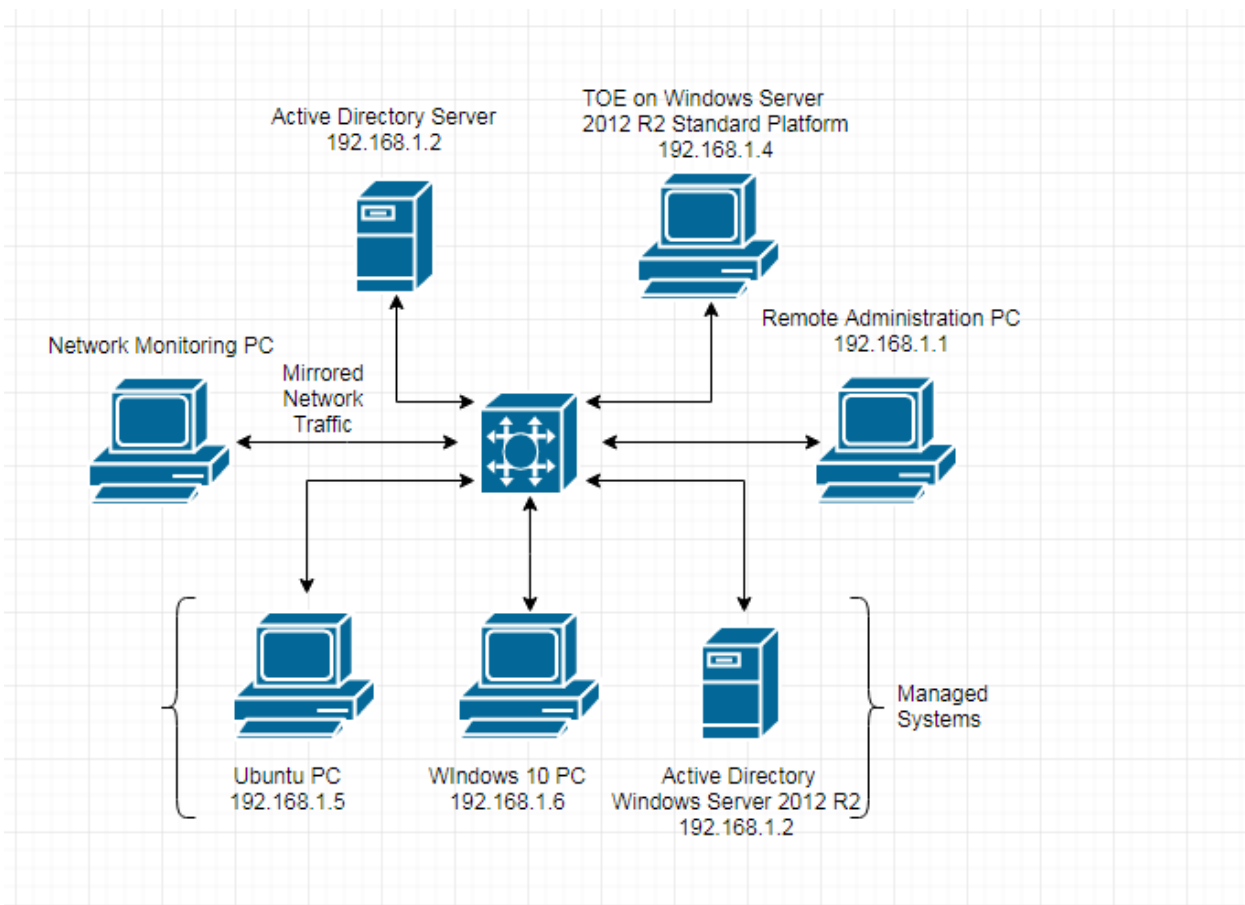 TOE on Windows Server
2012 R2 Standard Platform
192.168.1.4
Active Directory Server
192.168.1.2
Remote Administration PC
192.168.1.1
Network Monitoring PC
Mirrored
Network
Traffic
Managed
Systems
Ubuntu PC
192.168.1.5
WIndows 10 PC
192.168.1.6
Active Directory
Windows Server 2012 R2
192.168.1.2